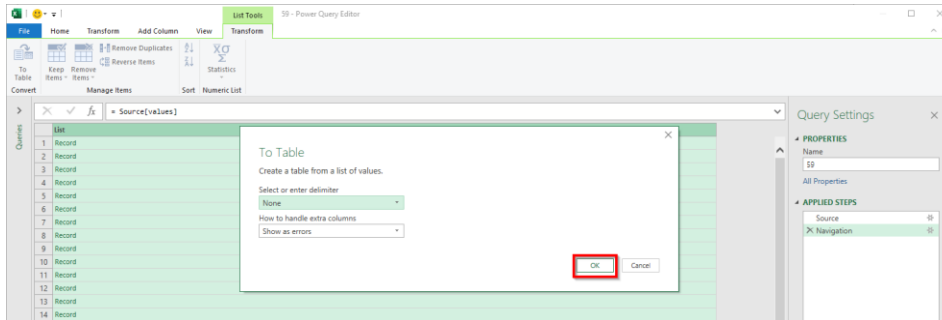 List Tools
59 - Power Query Editor
File
Home
Transform
Add Column
View
Transform
To
Table
Keep
Items
Remove
Items
Remove Duplicates
Reverse Items
Statistics
Convert
Manage Items
Sort
Numeric List
fx
= Source{values]
Queries
List
1 Record
2 Record
3 Record
4 Record
5 Record
6 Record
7 Record
8 Record
9 Record
10 Record
11 Record
12 Record
13 Record
14 Record
To Table
Create a table from a list of values.
Select or enter delimiter
None
How to handle extra columns
Show as errors
OK
Cancel
Query Settings
PROPERTIES
Name
59
All Properties
APPLIED STEPS
Source
Navigation